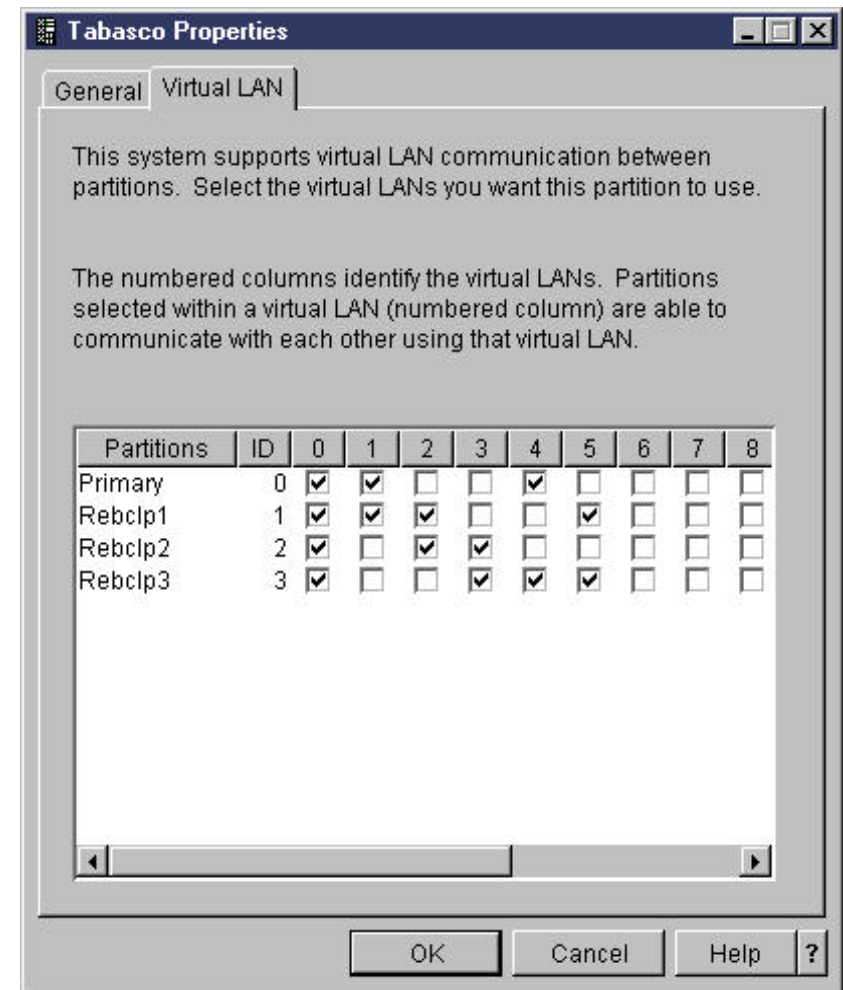 Tabasco Properties
General Virtual LAN
This system supports virtual LAN communication between
partitions. Select the virtual LANs you want this partition to use.
The numbered columns identify the virtual LANs. Partitions
selected within a virtual LAN (numbered column) are able to
communicate with each other using that virtual LAN.
Partitions ID 0 1 2 3 4 5 6 7 8
Primary 0
Rebclp1 1
Rebclp2 2
Rebclp3 3
OK Cancel Help ?